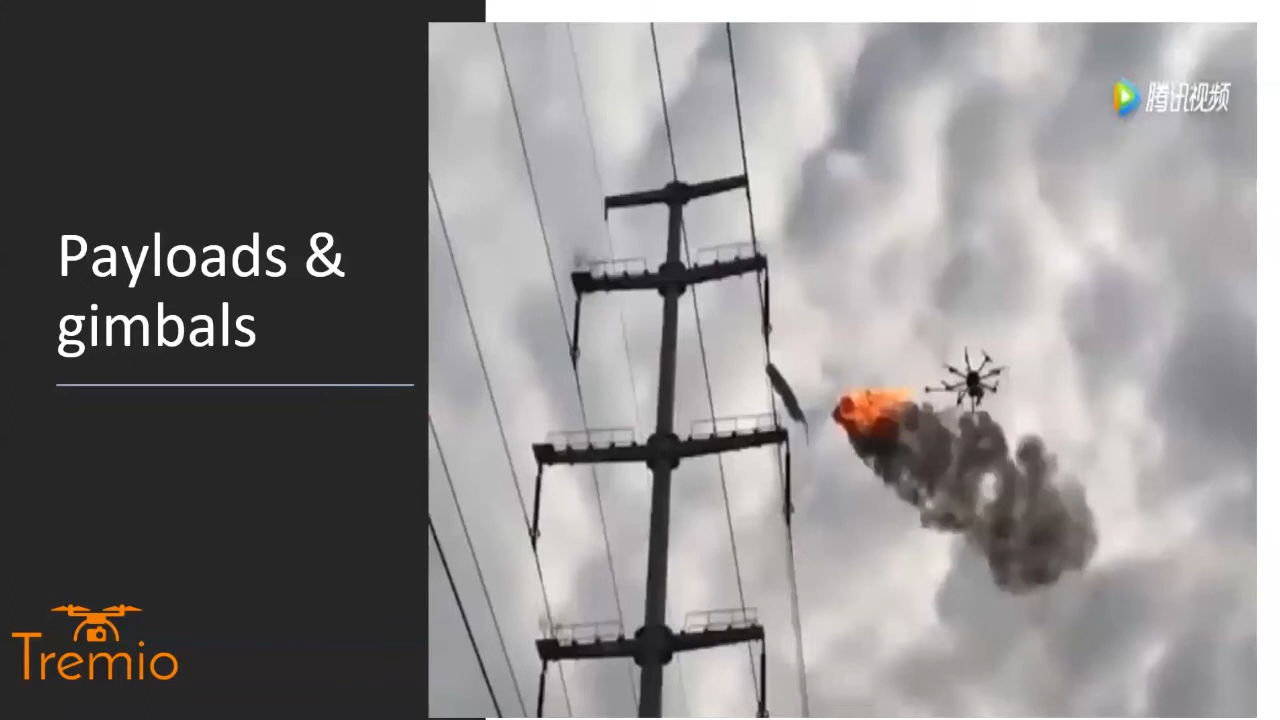 Payloads &
gimbals
腾讯视频
Tremio